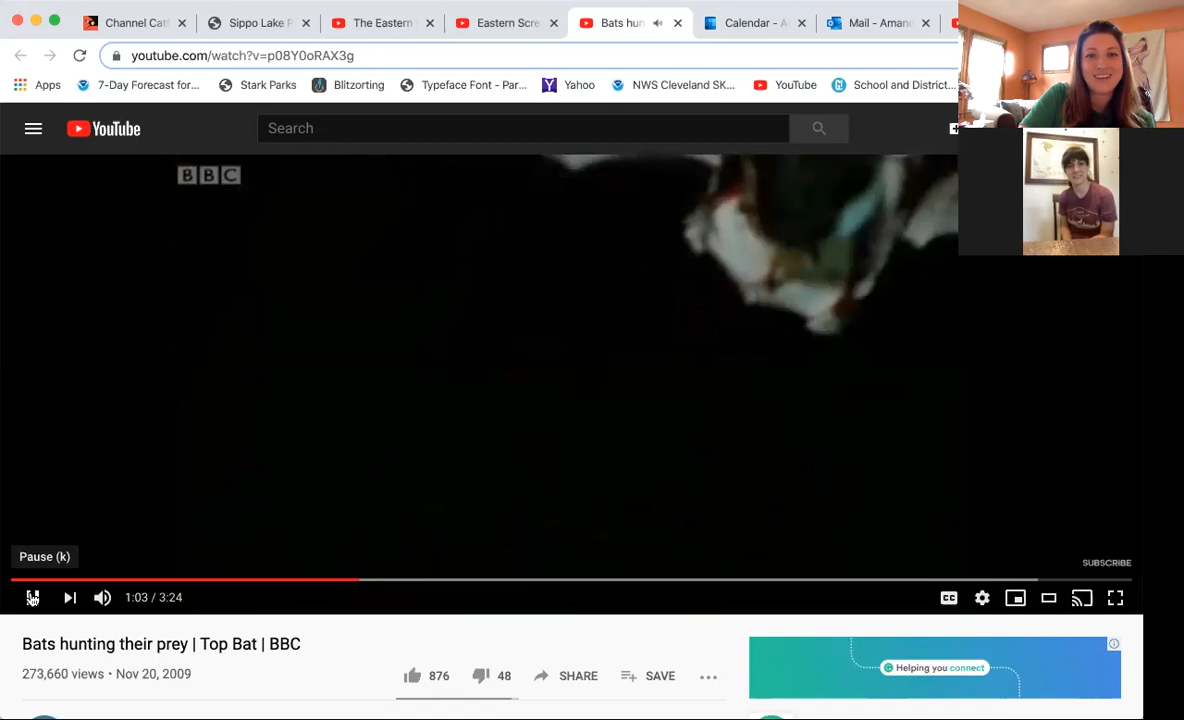 Channel Catf
Sippo Lake P
The Eastern
Eastern Scre
Bats hun
Calendar - A
Mail - Aman
youtube.com/watch?v=p08Y0oRAX3g
Apps
7-Day Forecast for...
Stark Parks
Blitzorting
Typeface Font - Par...
Yahoo
NWS Cleveland SK...
YouTube
School and District...
YouTube
Search
BBC
Pause (k)
SUBSCRIBE
1:03 / 3:24
CC
Bats hunting their prey | Top Bat | BBC
273,660 views • Nov 20, 2009
876
48
SHARE
SAVE
Helping you connect